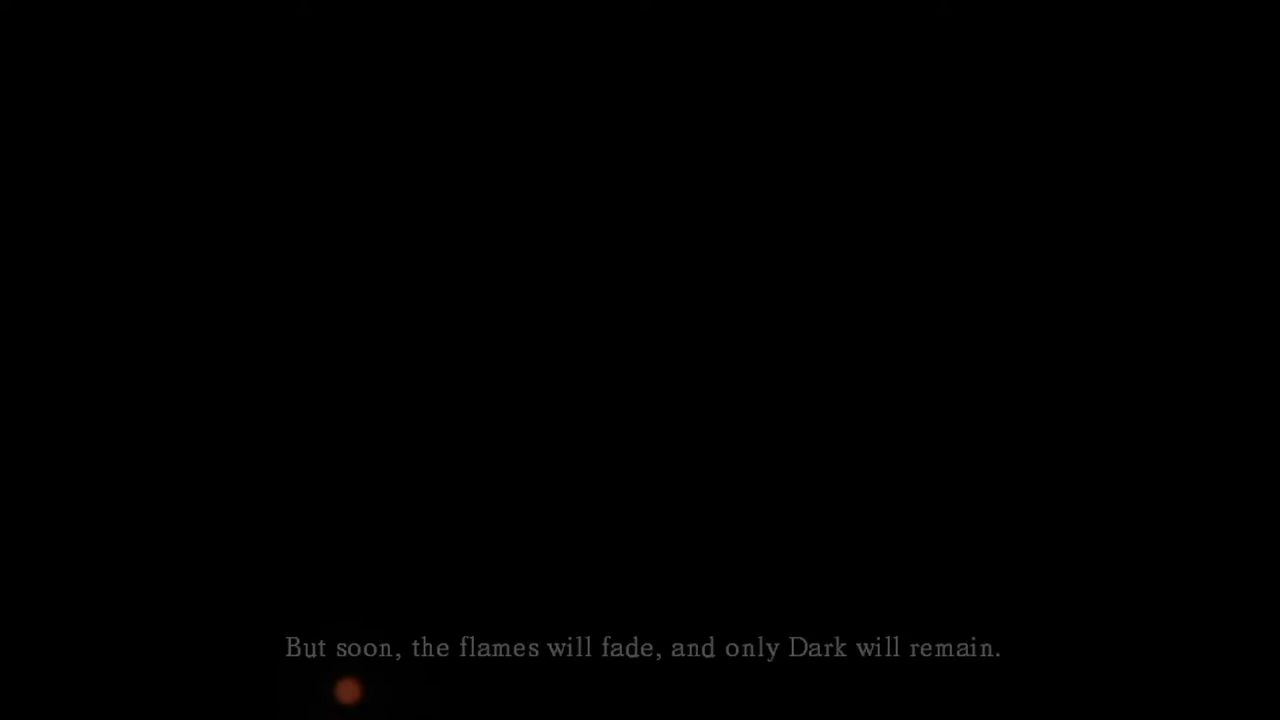 But soon, the flames will fade, and only Dark will remain.